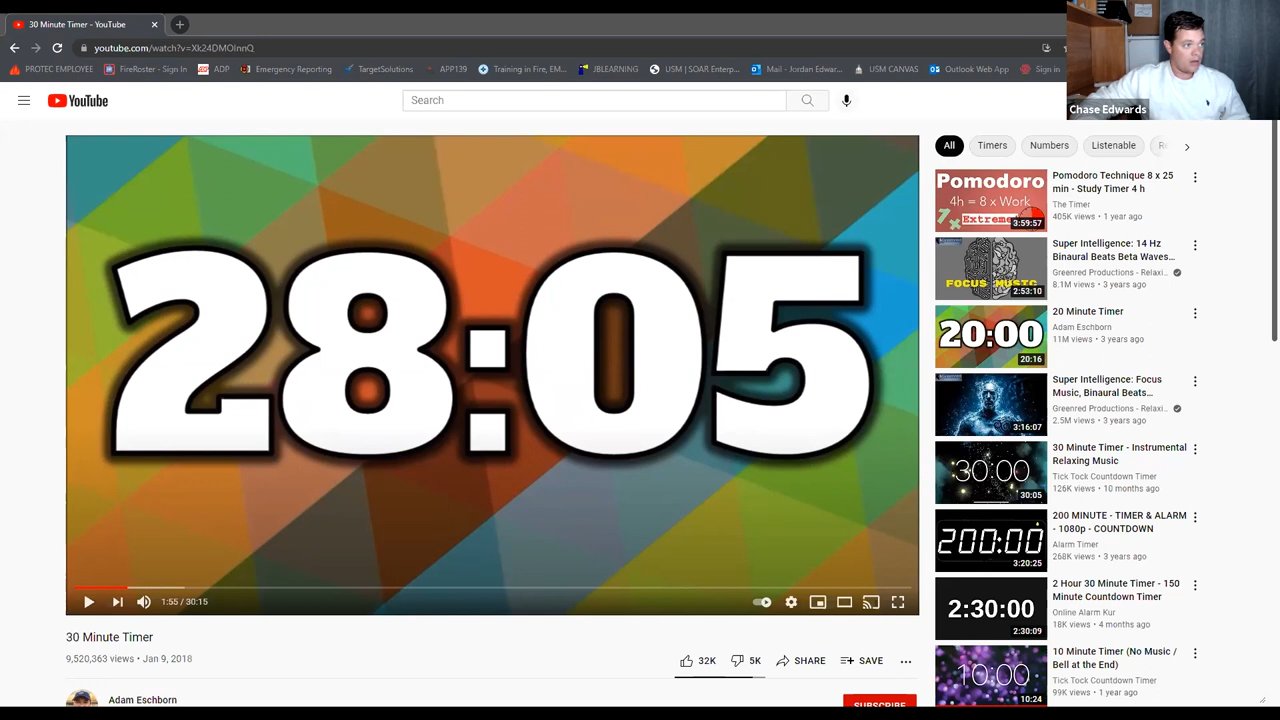 30 Minute Timer - YouTube
youtube.com/watch?v=Xk24DMOInnQ
PROTEC EMPLOYEE
FireRoster - Sign In
ADP
Emergency Reporting
TargetSolutions
APP139
Training in Fire, EM...
JBLEARNING
USM | SOAR Enterp...
Mail - Jordan Edwar...
USM CANVAS
Outlook Web App
Sign in
Chase Edwards
YouTube
Search
28:05
1:55 / 30:15
30 Minute Timer
9,520,363 views • Jan 9, 2018
32K
5K
SHARE
SAVE
Adam Eschborn
SUBSCRIBE
All
Timers
Numbers
Listenable
Pomodoro
4h = 8 x Work
3:59:57
Pomodoro Technique 8 x 25
min - Study Timer 4 h
The Timer
405K views • 1 year ago
FOCUS MUSIC
2:53:10
Super Intelligence: 14 Hz
Binaural Beats Beta Waves...
Greenred Productions - Relaxi...
8.1M views • 3 years ago
20:00
20:16
20 Minute Timer
Adam Eschborn
11M views • 3 years ago
3:16:07
Super Intelligence: Focus
Music, Binaural Beats...
Greenred Productions - Relaxi...
2.5M views • 3 years ago
30:00
30:05
30 Minute Timer - Instrumental
Relaxing Music
Tick Tock Countdown Timer
126K views • 10 months ago
200:00
3:20:25
200 MINUTE - TIMER & ALARM
- 1080p - COUNTDOWN
Alarm Timer
268K views • 3 years ago
2:30:00
2:30:09
2 Hour 30 Minute Timer - 150
Minute Countdown Timer
Online Alarm Kur
18K views • 4 months ago
10:00
10:24
10 Minute Timer (No Music /
Bell at the End)
Tick Tock Countdown Timer
99K views • 1 year ago